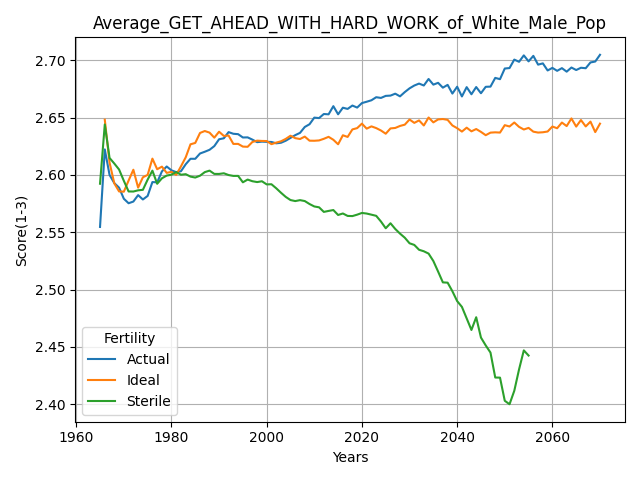 Average_GET_AHEAD_WITH_HARD_WORK_of_White_Male_Pop
Score(1-3)
2.70
2.65
2.60
2.55
2.50
2.45
2.40
Fertility
Actual
Ideal
Sterile
1960
1980
2000
2020
2040
2060
Years